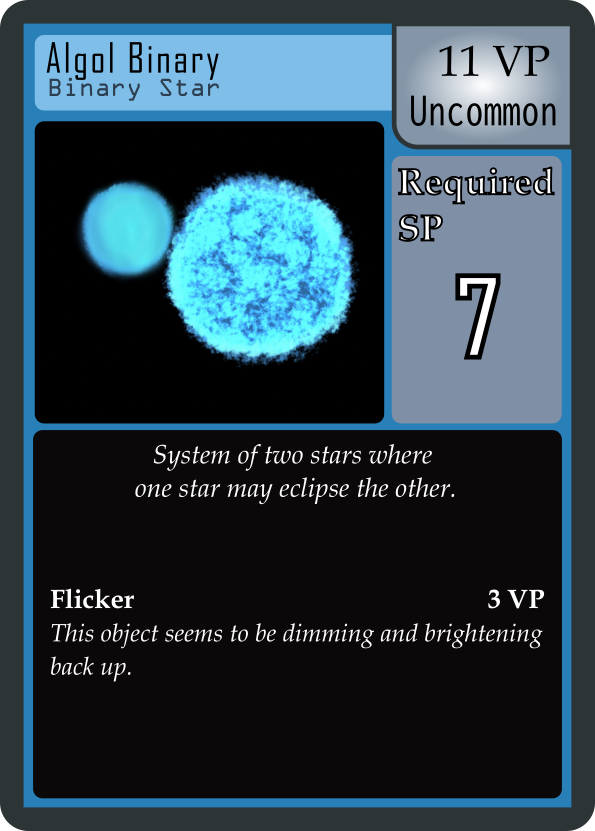 Algol Binary
Binary Star
11 VP
Uncommon
Required
SP
7
System of two stars where
one star may eclipse the other.
Flicker 3 VP
This object seems to be dimming and brightening
back up.